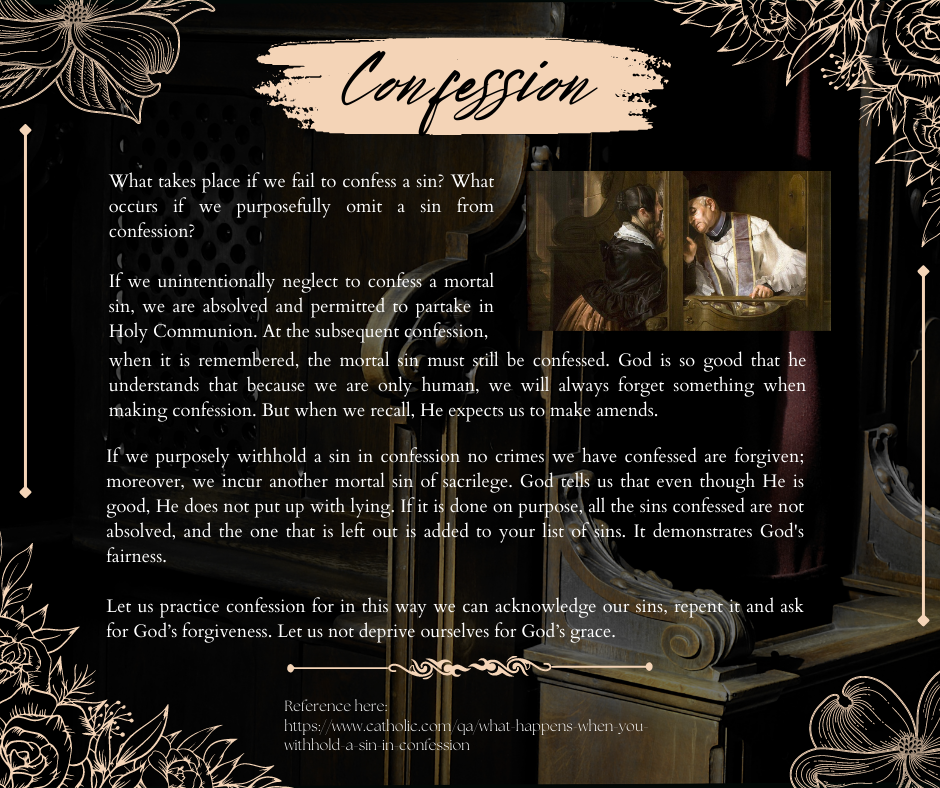 Confession
What takes place if we fail to confess a sin? What
occurs if we purposefully omit a sin from
confession?
If we unintentionally neglect to confess a mortal
sin, we are absolved and permitted to partake in
Holy Communion. At the subsequent confession,
when it is remembered, the mortal sin must still be confessed. God is so good that he
understands that because we are only human, we will always forget something when
making confession. But when we recall, He expects us to make amends.
If we purposely withhold a sin in confession no crimes we have confessed are forgiven;
moreover, we incur another mortal sin of sacrilege. God tells us that even though He is
good, He does not put up with lying. If it is done on purpose, all the sins confessed are not
absolved, and the one that is left out is added to your list of sins. It demonstrates God's
fairness.
Let us practice confession for in this way we can acknowledge our sins, repent it and ask
for God’s forgiveness. Let us not deprive ourselves for God’s grace.
Reference here:
https://www.catholic.com/qa/what-happens-when-you-
withhold-a-sin-in-confession